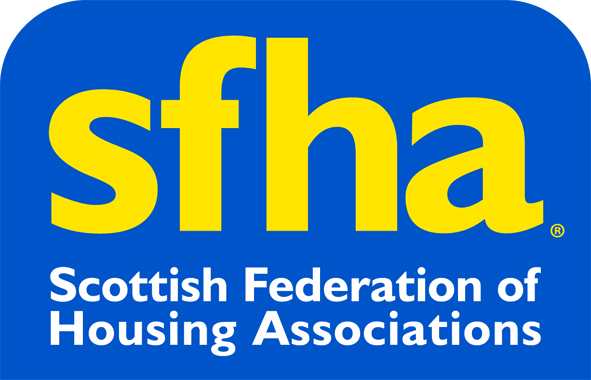 sfha®
Scottish Federation of
Housing Associations